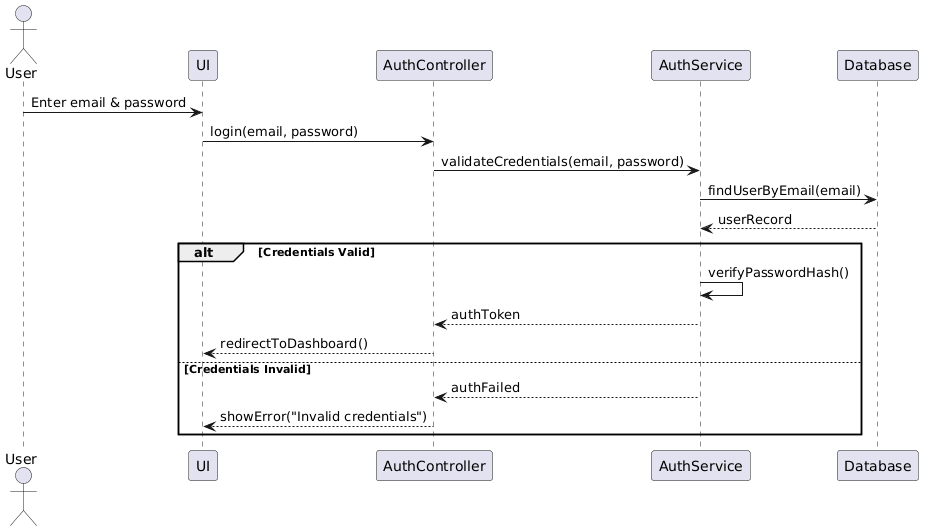 User
UI
AuthController
AuthService
Database
Enter email & password
login(email, password)
validateCredentials(email, password)
findUserByEmail(email)
userRecord
alt
[Credentials Valid]
verifyPasswordHash()
authToken
redirectToDashboard()
[Credentials Invalid]
authFailed
showError("Invalid credentials")
User
UI
AuthController
AuthService
Database